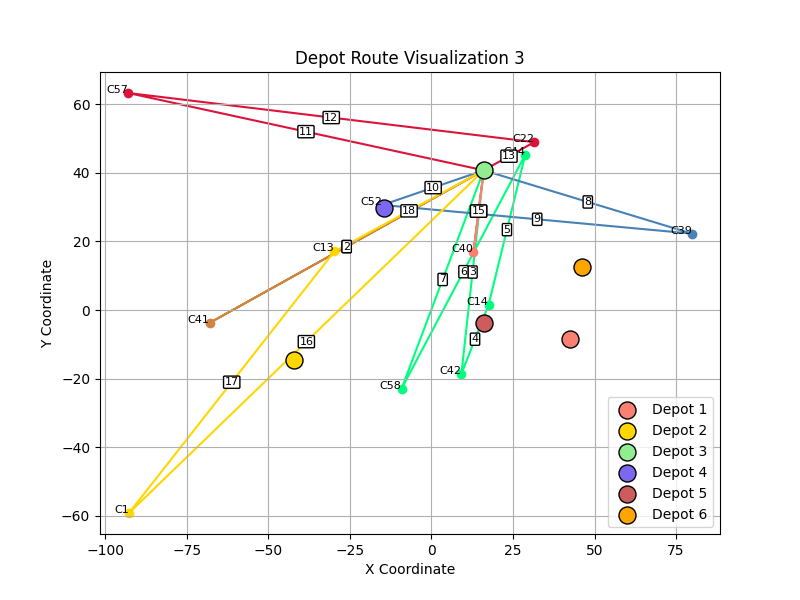 Depot Route Visualization 3
C57
12
11
C22
C44
13
10
C52
18
15
8
9
C39
5
C13
2
C40
6
3
7
C14
C41
16
4
C42
C58
17
C1
60
40
20
0
−20
−40
−60
Y Coordinate
−100
−75
−50
−25
0
25
50
75
X Coordinate
Depot 1
Depot 2
Depot 3
Depot 4
Depot 5
Depot 6